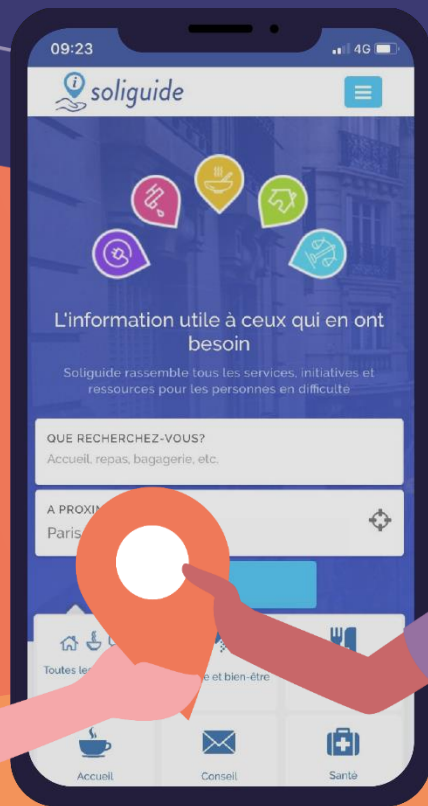 09:23
4G
soliguide
L'information utile à ceux qui en ont
besoin
Soliguide rassemble tous les services, initiatives et
ressources pour les personnes en difficulté
QUE RECHERCHEZ-VOUS?
Accueil, repas, bagagerie, etc.
A
Paris
Toutes
et bien-être
Accueil
Conseil
Santé